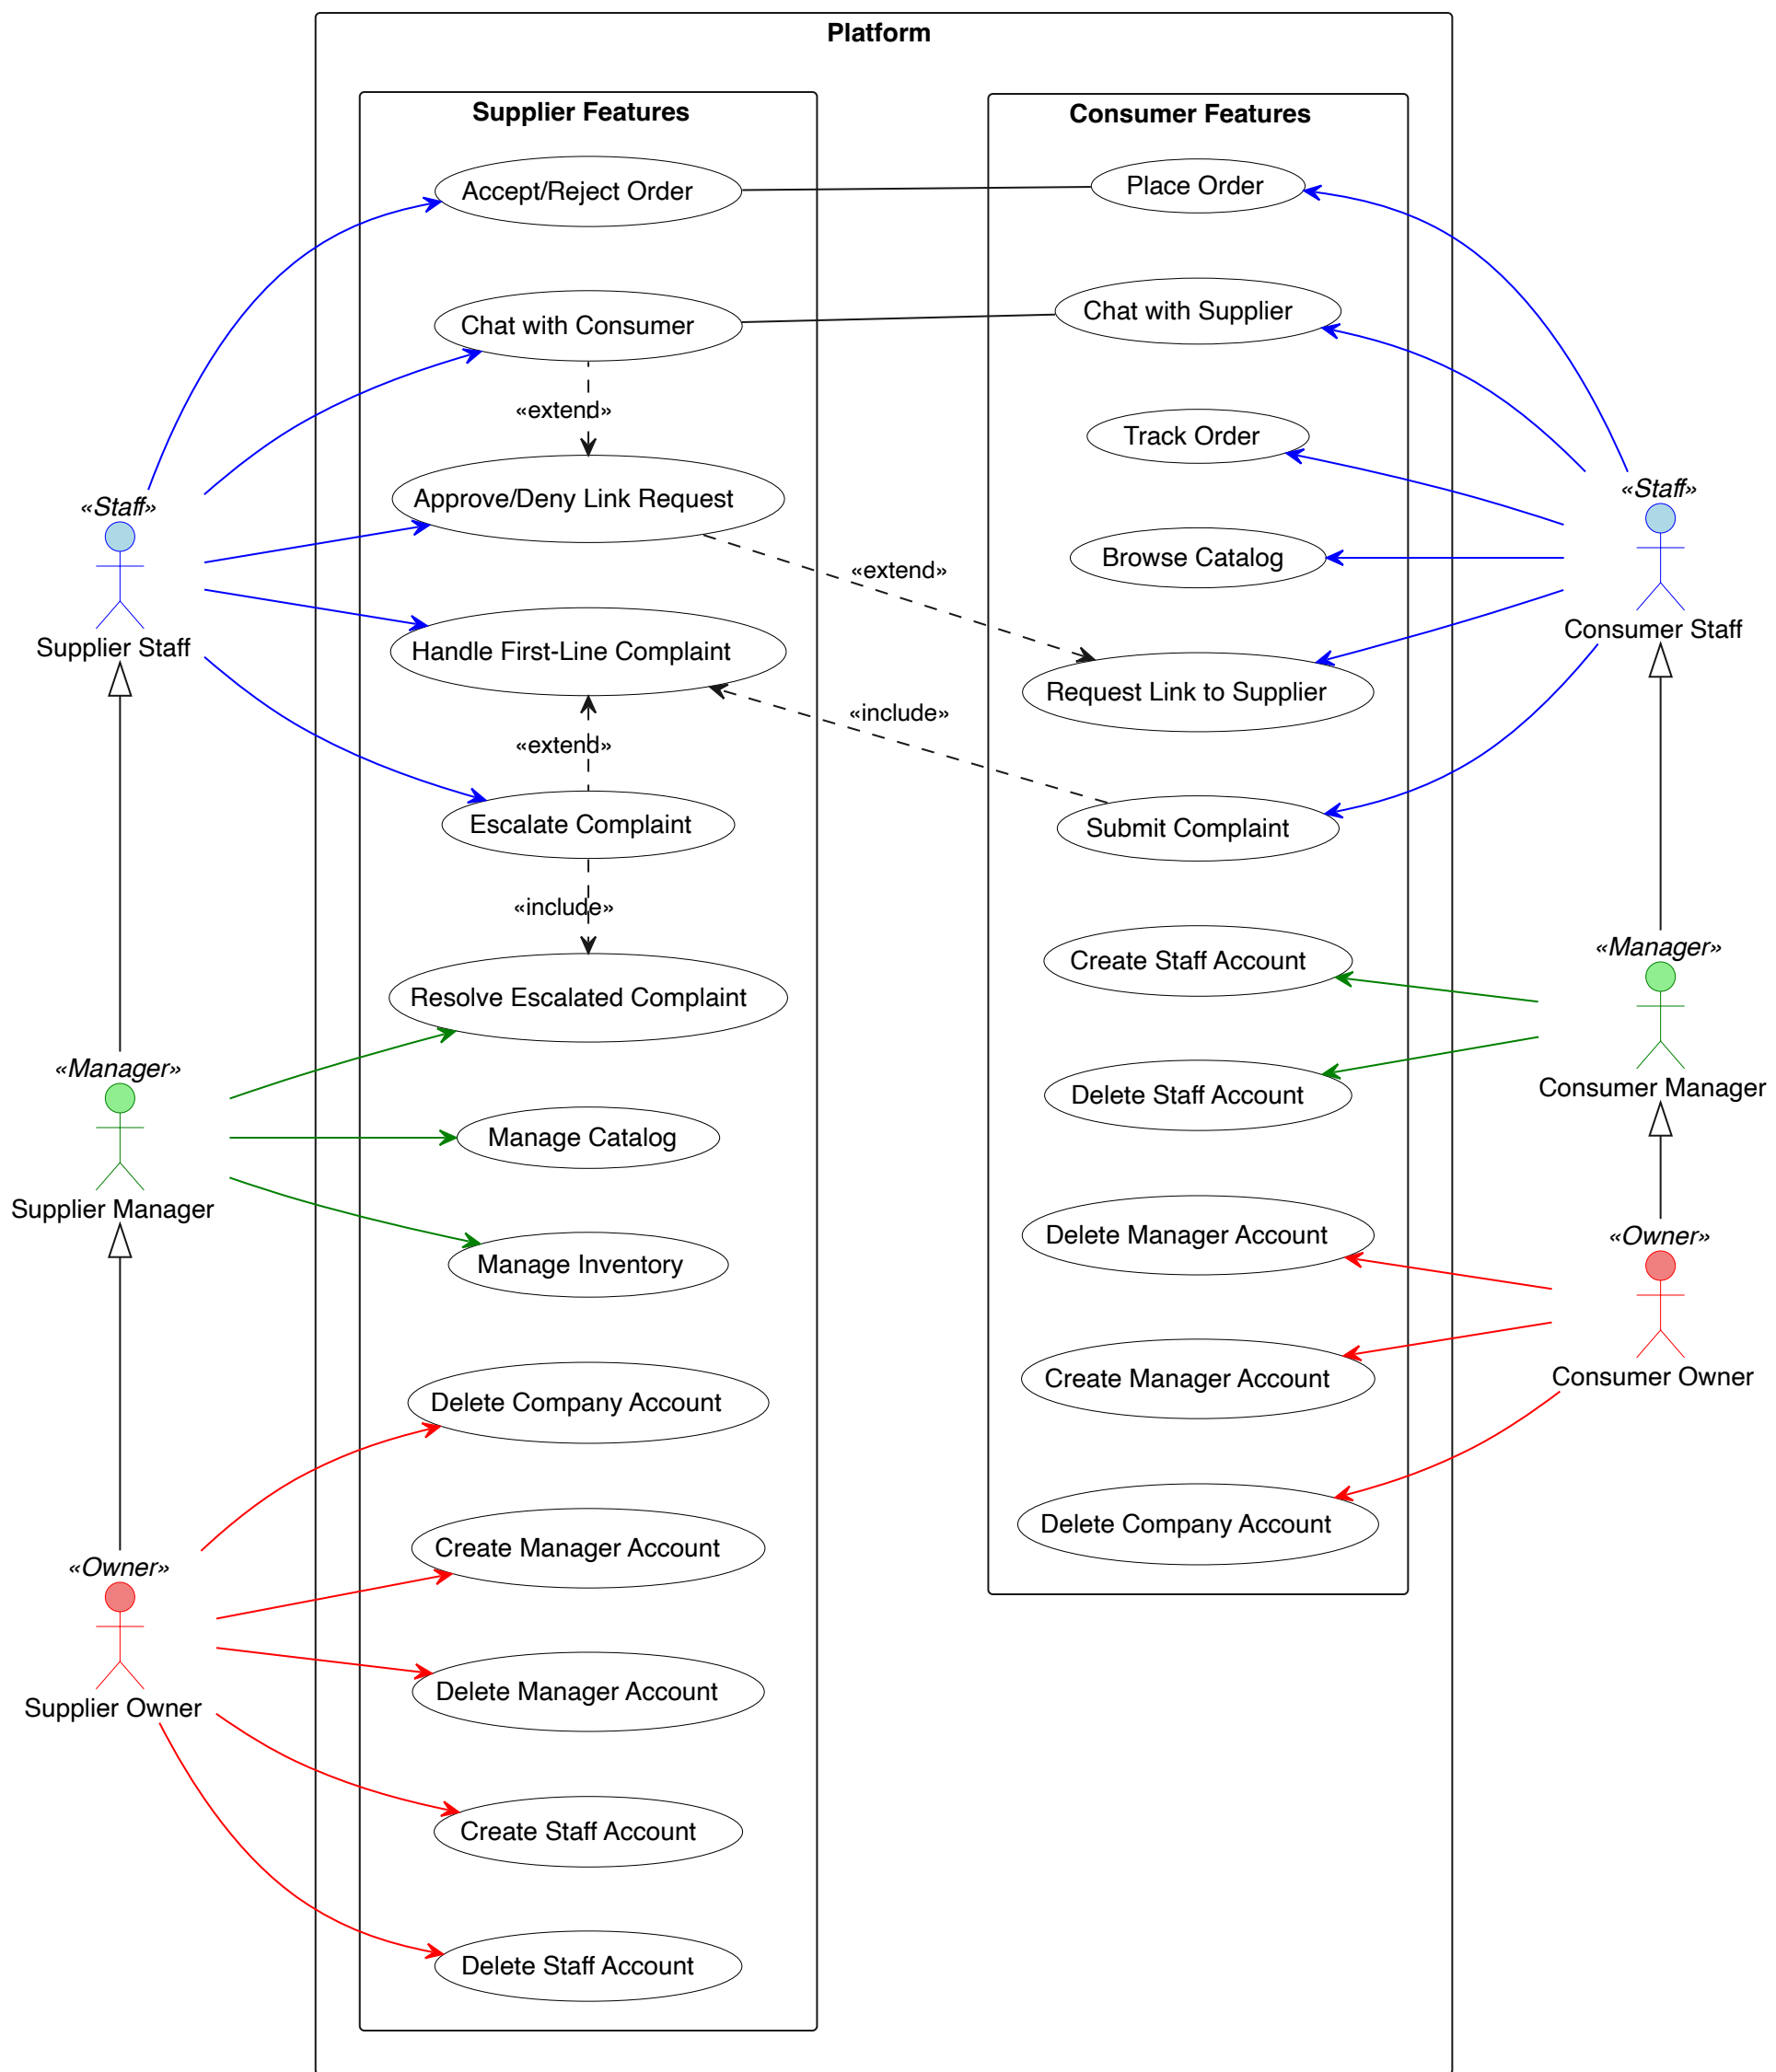 Platform
Supplier Features
Accept/Reject Order
Chat with Consumer
«extend»
Approve/Deny Link Request
«extend»
Handle First-Line Complaint
«include»
«extend»
Escalate Complaint
«include»
Resolve Escalated Complaint
Manage Catalog
Manage Inventory
Delete Company Account
Create Manager Account
Delete Manager Account
Create Staff Account
Delete Staff Account
Consumer Features
Place Order
Chat with Supplier
Track Order
Browse Catalog
Request Link to Supplier
Submit Complaint
Create Staff Account
Delete Staff Account
Delete Manager Account
Create Manager Account
Delete Company Account
«Staff»
Supplier Staff
«Manager»
Supplier Manager
«Owner»
Supplier Owner
«Staff»
Consumer Staff
«Manager»
Consumer Manager
«Owner»
Consumer Owner